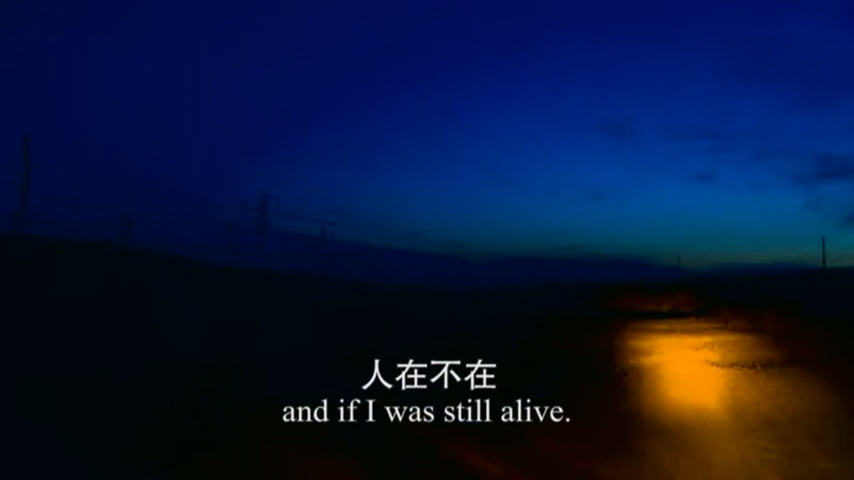 人在不在
and if I was still alive.